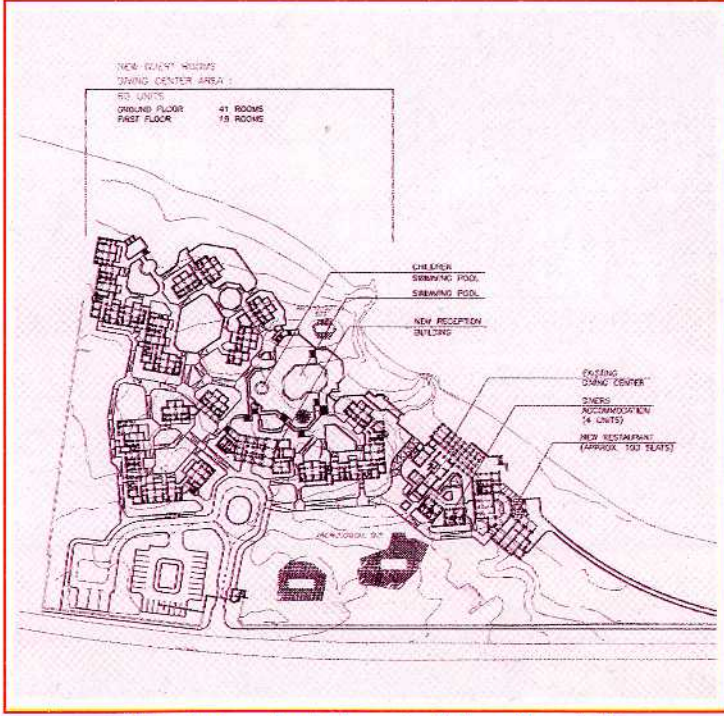 NEW GUEST ROOMS
DIVING CENTER AREA :
60 UNITS
GROUND FLOOR 41 ROOMS
FIRST FLOOR 19 ROOMS
CHILDREN
SWIMMING POOL
SWIMMING POOL
NEW RECEPTION
BUILDING
EXISTING
DIVING CENTER
DIVERS
ACCOMMODATION
(4 UNITS)
NEW RESTAURANT
(APPROX. 100 SEATS)